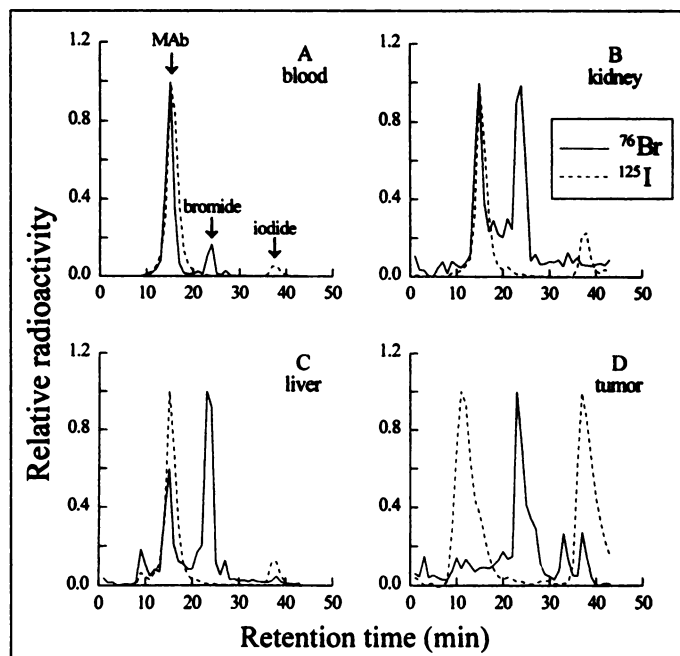 Relative radioactivity
MAb
A
blood
bromide
iodide
1.2
0.8
0.4
0.0
0 10 20 30 40 50
B
kidney
⁷⁶Br
¹²⁵I
1.2
0.8
0.4
0.0
0 10 20 30 40 50
C
liver
1.2
0.8
0.4
0.0
0 10 20 30 40 50
D
tumor
1.2
0.8
0.4
0.0
0 10 20 30 40 50
Retention time (min)